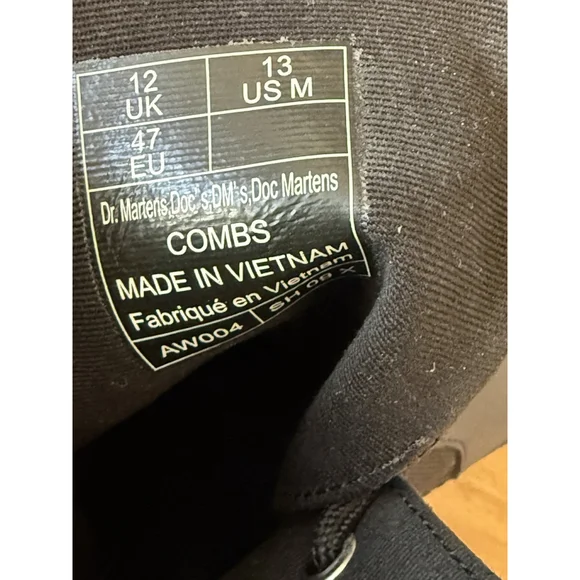 12 UK
13 US M
47 EU
Dr. Martens,Doc's,DM's,Doc Martens
COMBS
MADE IN VIETNAM
Fabriqué en Vietnam
AW004 SH 09 X